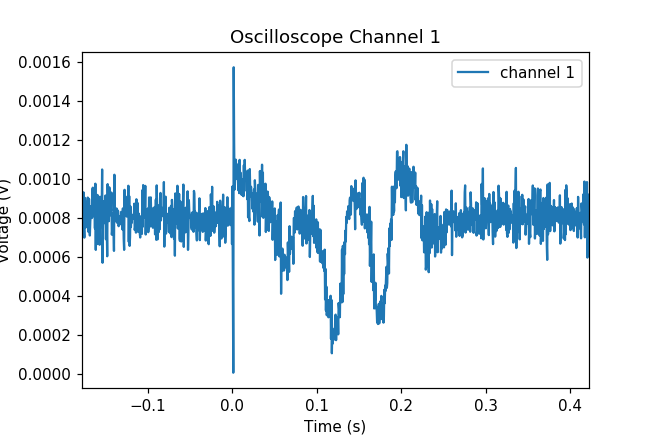 Oscilloscope Channel 1
channel 1
Voltage (V)
0.0016
0.0014
0.0012
0.0010
0.0008
0.0006
0.0004
0.0002
0.0000
−0.1 0.0 0.1 0.2 0.3 0.4
Time (s)